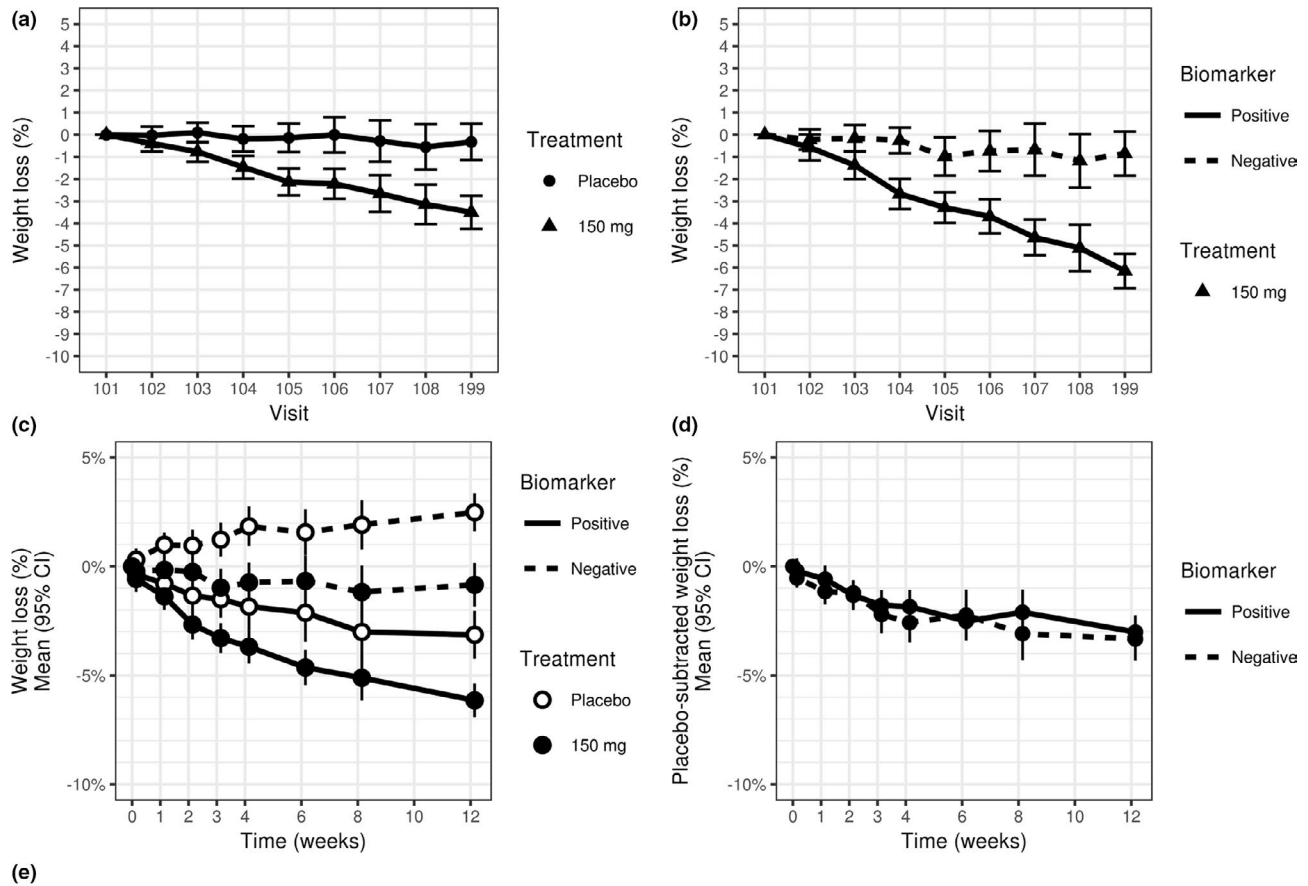 (a)
Weight loss (%)
5
4
3
2
1
0
-1
-2
-3
-4
-5
-6
-7
-8
-9
-10
101 102 103 104 105 106 107 108 199
Visit
Treatment
Placebo
150 mg
(b)
Weight loss (%)
5
4
3
2
1
0
-1
-2
-3
-4
-5
-6
-7
-8
-9
-10
101 102 103 104 105 106 107 108 199
Visit
Biomarker
Positive
Negative
Treatment
150 mg
(c)
Weight loss (%)
Mean (95% CI)
5%
0%
-5%
-10%
0 1 2 3 4 6 8 10 12
Time (weeks)
Biomarker
Positive
Negative
Treatment
Placebo
150 mg
(d)
Placebo-subtracted weight loss (%)
Mean (95% CI)
5%
0%
-5%
-10%
0 1 2 3 4 6 8 10 12
Time (weeks)
Biomarker
Positive
Negative
(e)